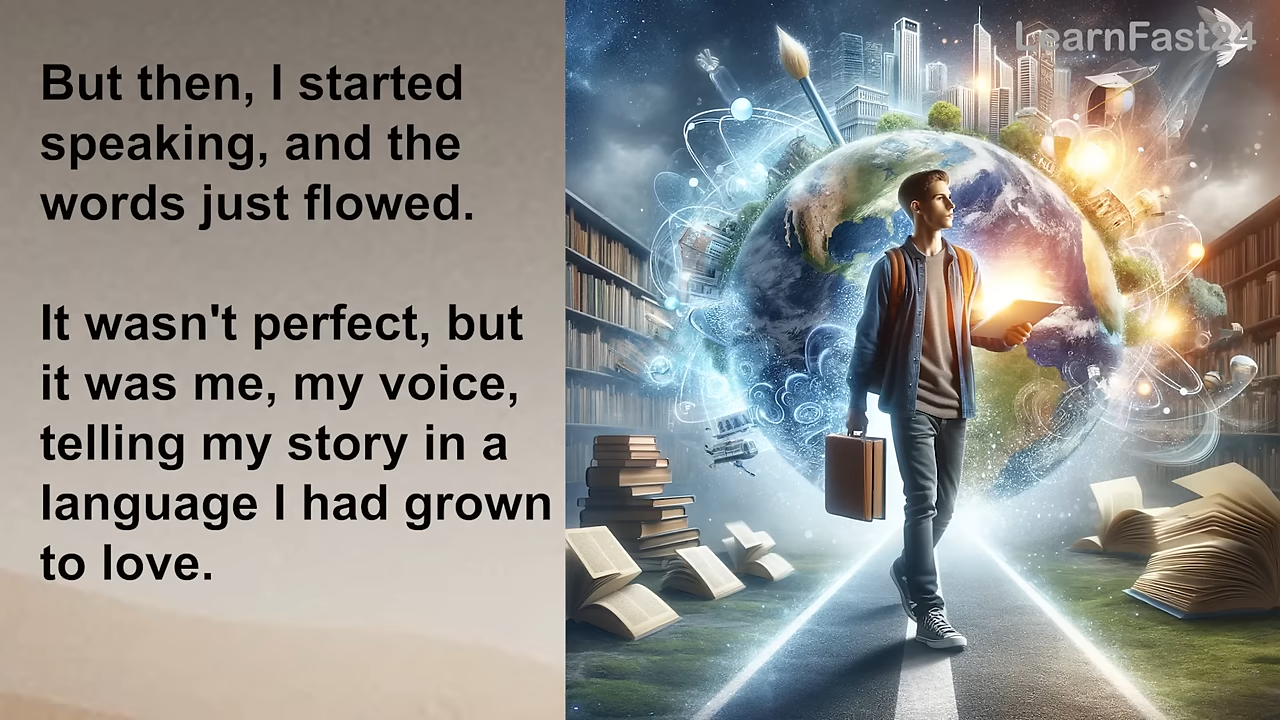 But then, I started
speaking, and the
words just flowed.
It wasn't perfect, but
it was me, my voice,
telling my story in a
language I had grown
to love.
LearnFast24